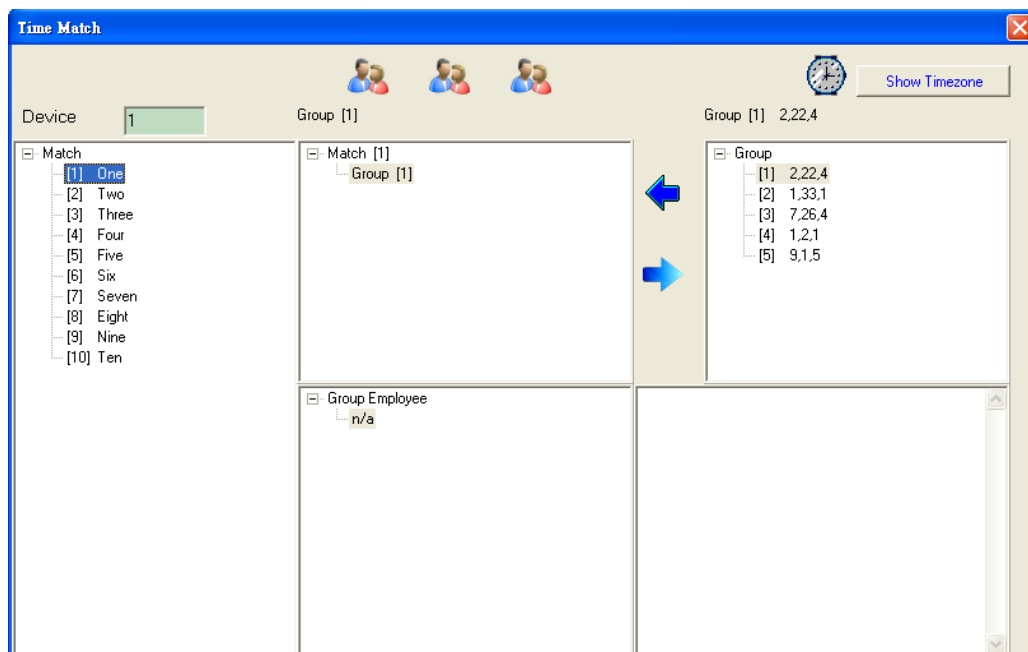 Time Match
Show Timezone
Device 1
Group [1]
Group [1] 2,22,4
Match
[1] One
[2] Two
[3] Three
[4] Four
[5] Five
[6] Six
[7] Seven
[8] Eight
[9] Nine
[10] Ten
Match [1]
Group [1]
Group
[1] 2,22,4
[2] 1,33,1
[3] 7,26,4
[4] 1,2,1
[5] 9,1,5
Group Employee
n/a